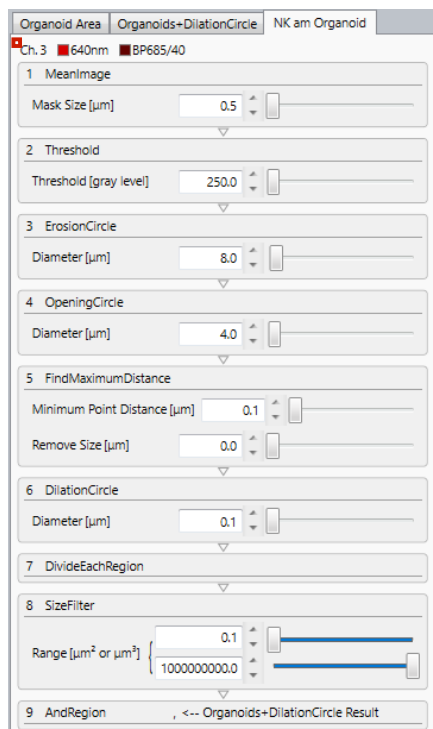 Organoid Area Organoids+DilationCircle NK am Organoid
Ch. 3 640nm BP685/40
1 MeanImage
Mask Size [µm] 0.5
2 Threshold
Threshold [gray level] 250.0
3 ErosionCircle
Diameter [µm] 8.0
4 OpeningCircle
Diameter [µm] 4.0
5 FindMaximumDistance
Minimum Point Distance [µm] 0.1
Remove Size [µm] 0.0
6 DilationCircle
Diameter [µm] 0.1
7 DivideEachRegion
8 SizeFilter
0.1
Range [µm² or µm³]
1000000000.0
9 AndRegion , <-- Organoids+DilationCircle Result